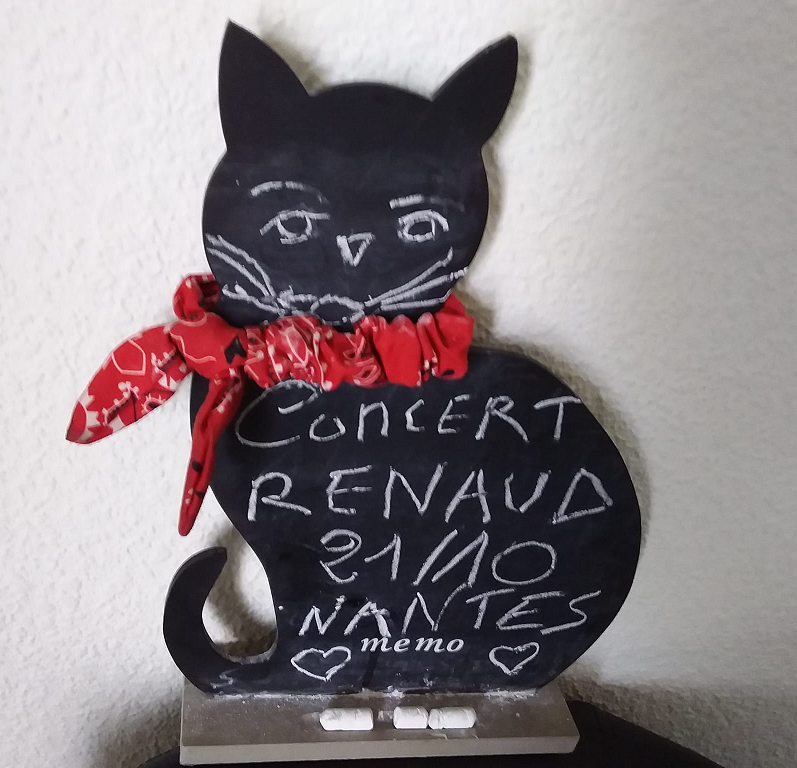 CONCERT
RENAUD
21/10
NANTES
memo